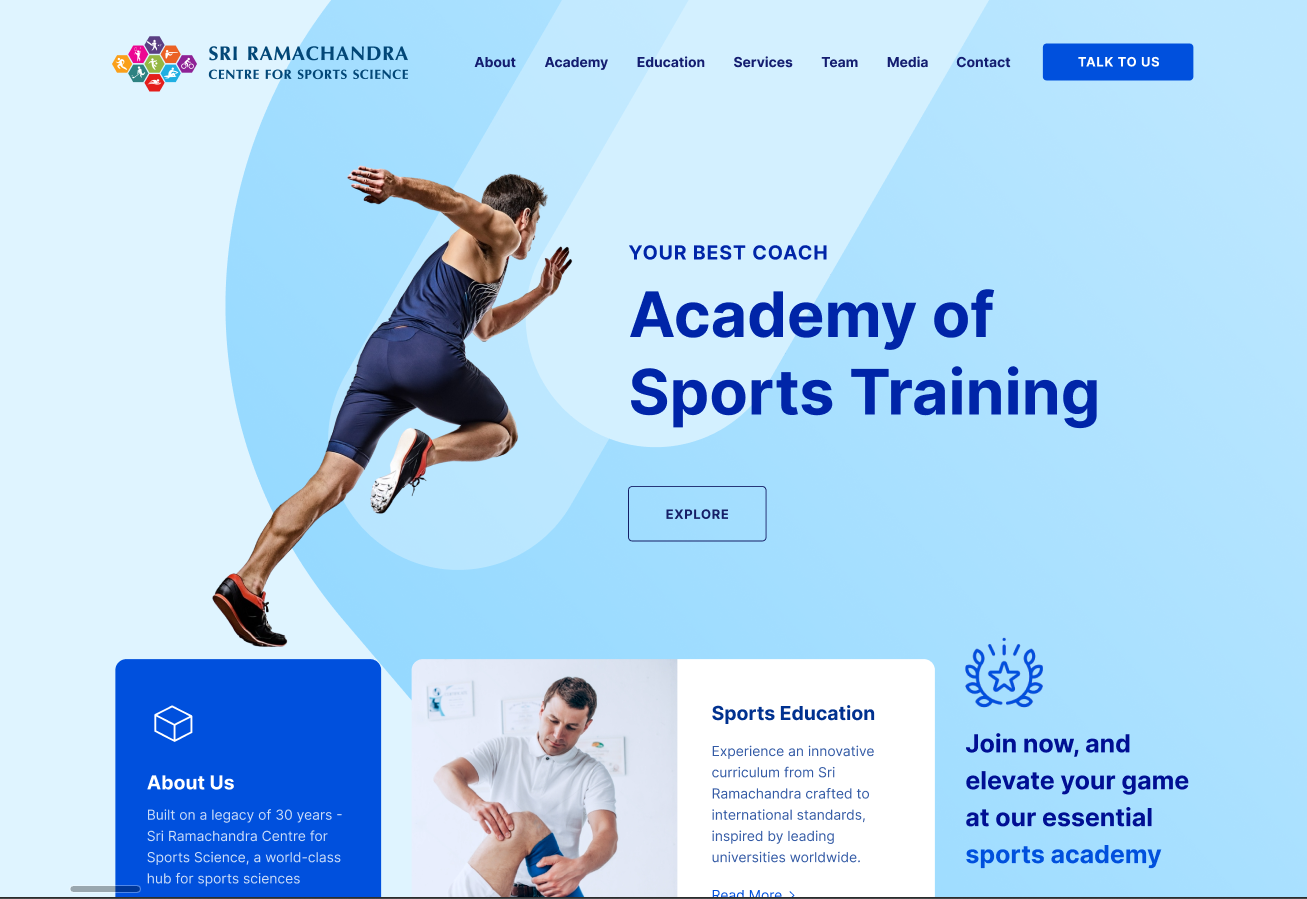 SRI RAMACHANDRA
CENTRE FOR SPORTS SCIENCE
About Academy Education Services Team Media Contact
TALK TO US
YOUR BEST COACH
Academy of
Sports Training
EXPLORE
About Us
Built on a legacy of 30 years -
Sri Ramachandra Centre for
Sports Science, a world-class
hub for sports sciences
Sports Education
Experience an innovative
curriculum from Sri
Ramachandra crafted to
international standards,
inspired by leading
universities worldwide.
Read More >
Join now, and
elevate your game
at our essential
sports academy